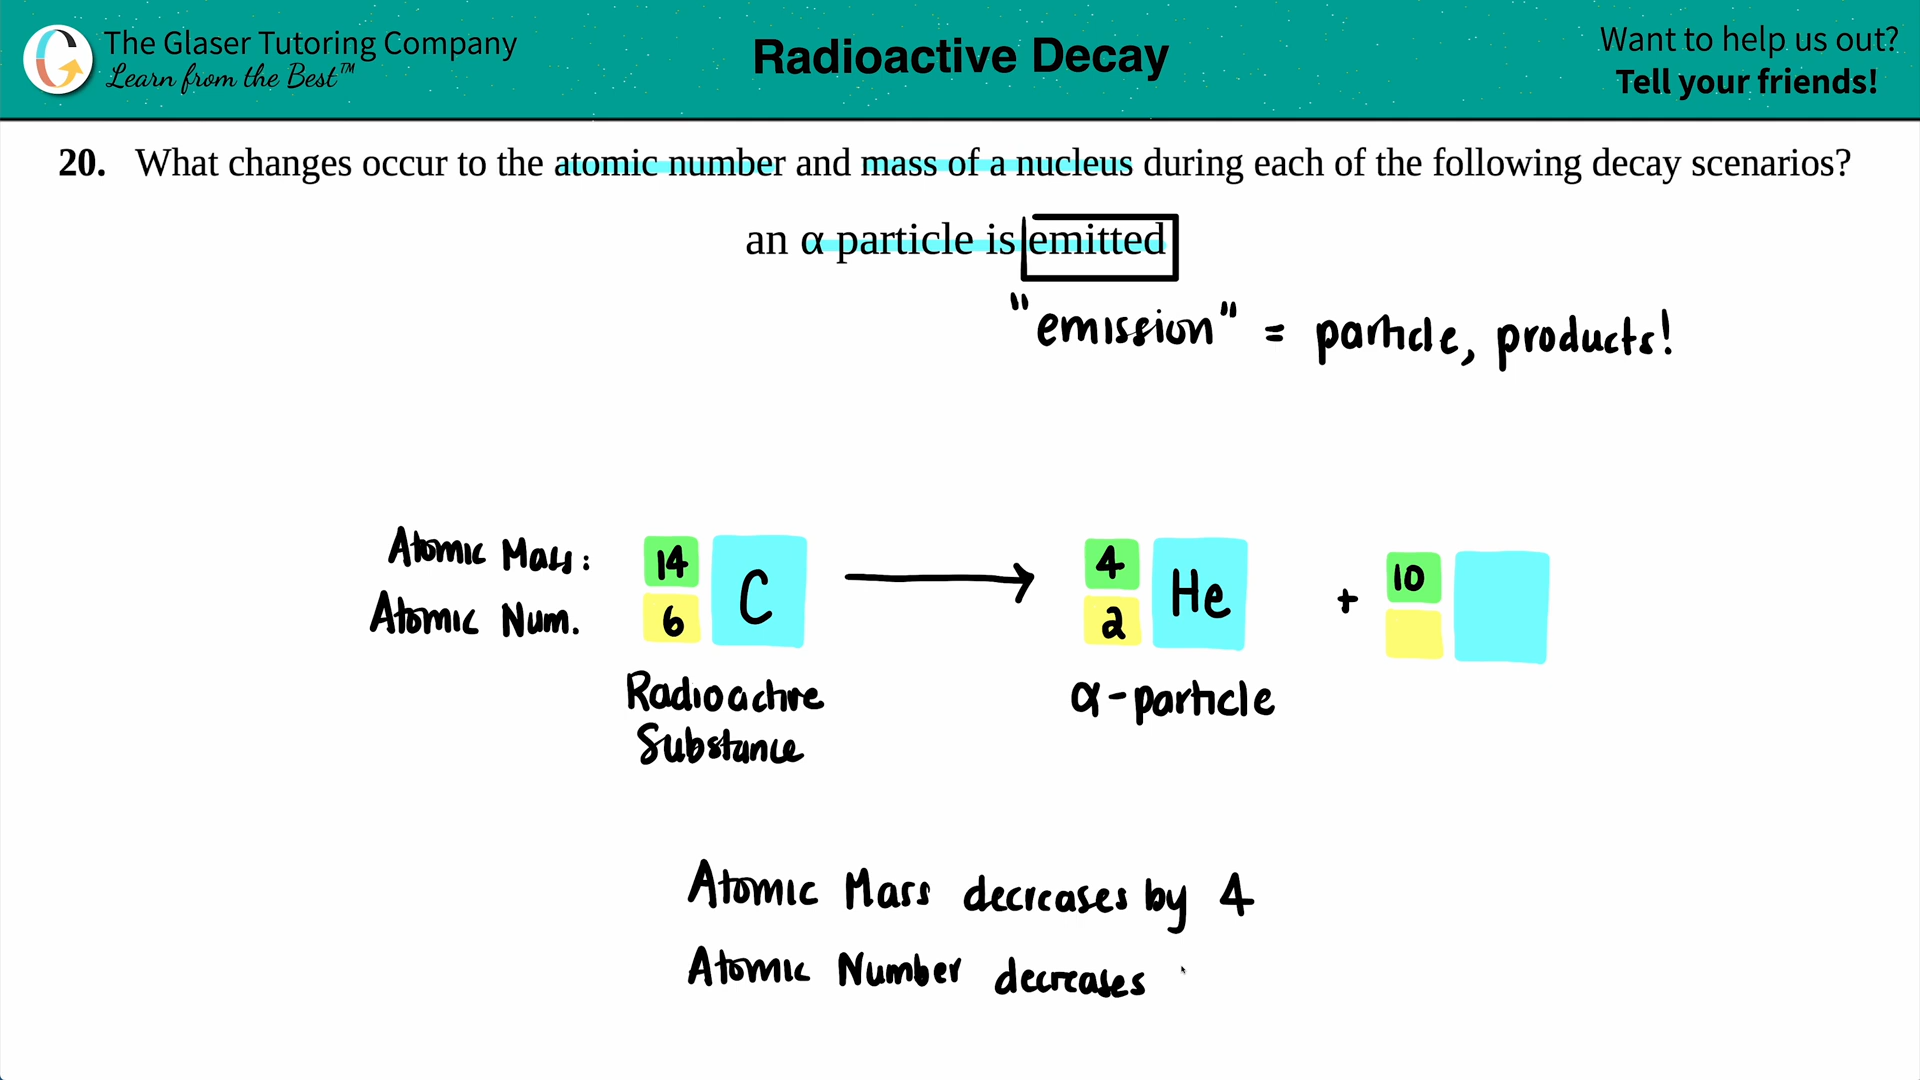 The Glaser Tutoring Company
Learn from the Best™
Radioactive Decay
Want to help us out?
Tell your friends!
20. What changes occur to the atomic number and mass of a nucleus during each of the following decay scenarios?
an α particle is emitted
"emission" = particle, products!
Atomic Mass: 14 C → 4 He + 10
Atomic Num. 6 2
Radioactive
Substance
α-particle
Atomic Mass decreases by 4
Atomic Number decreases